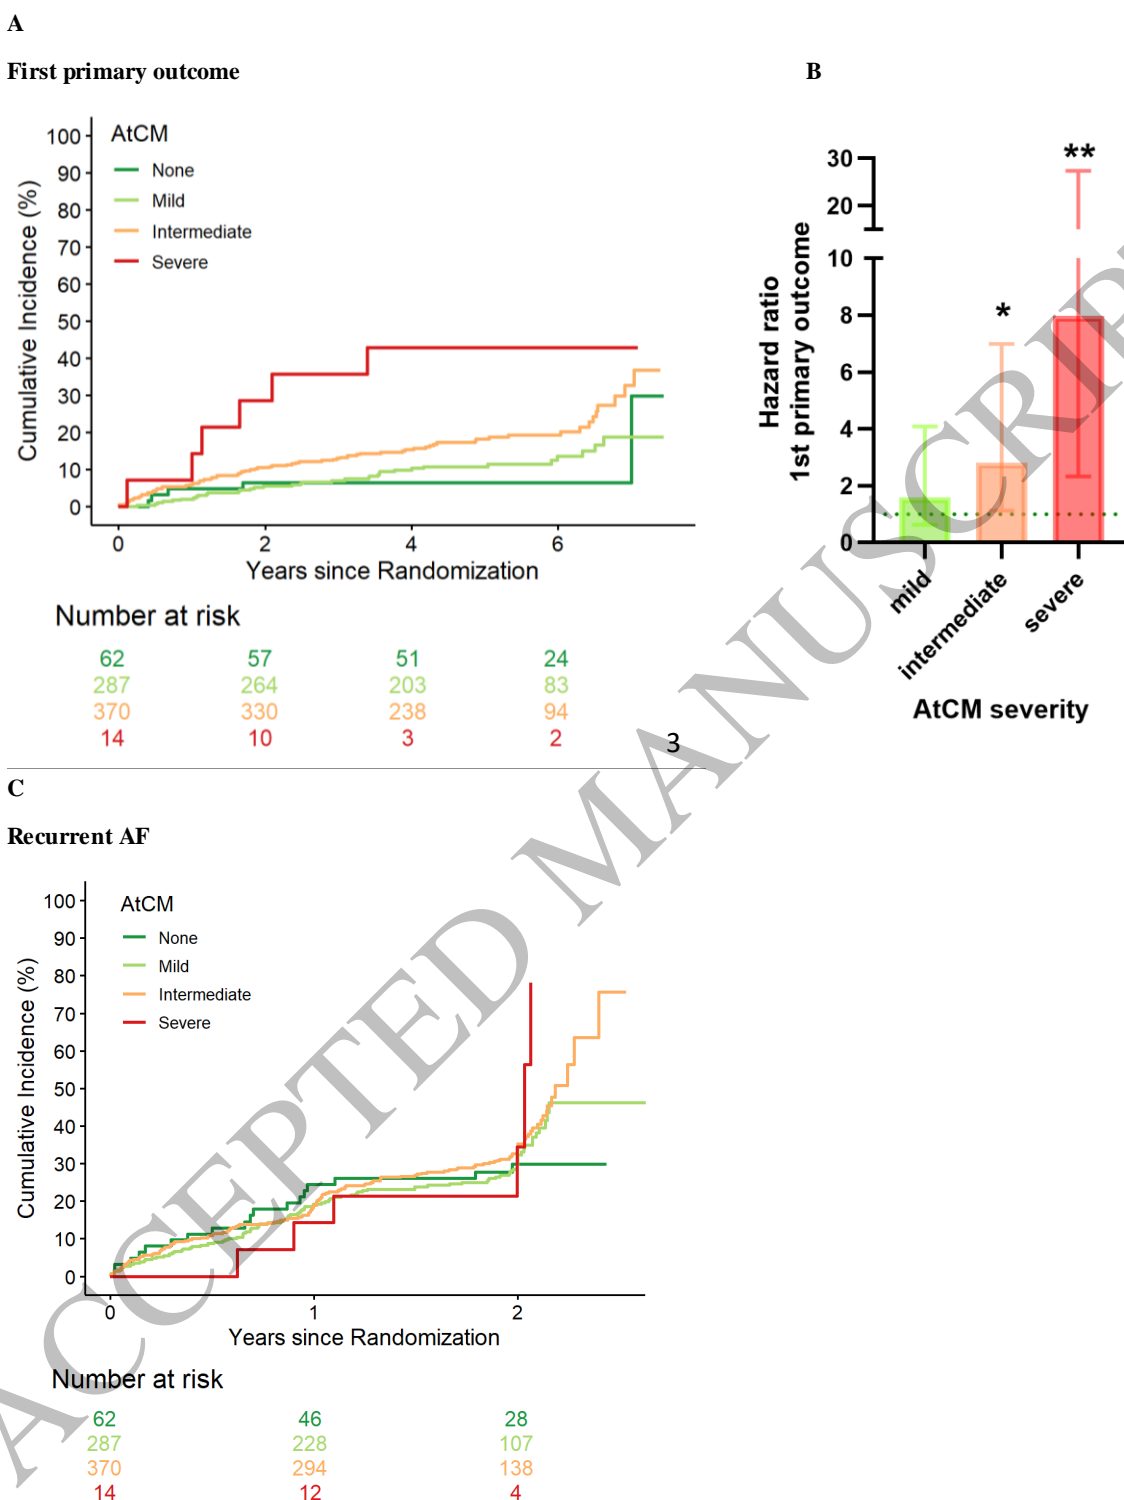 A
First primary outcome
AtCM
None
Mild
Intermediate
Severe
100
90
80
70
60
50
40
30
20
10
0
Cumulative Incidence (%)
0 2 4 6
Years since Randomization
Number at risk
62 57 51 24
287 264 203 83
370 330 238 94
14 10 3 2
3
B
**
*
30
20
10
8
6
4
2
0
Hazard ratio
1st primary outcome
mild
intermediate
severe
AtCM severity
C
Recurrent AF
AtCM
None
Mild
Intermediate
Severe
100
90
80
70
60
50
40
30
20
10
0
Cumulative Incidence (%)
0 1 2
Years since Randomization
Number at risk
62 46 28
287 228 107
370 294 138
14 12 4
ACCEPTED MANUSCRIP